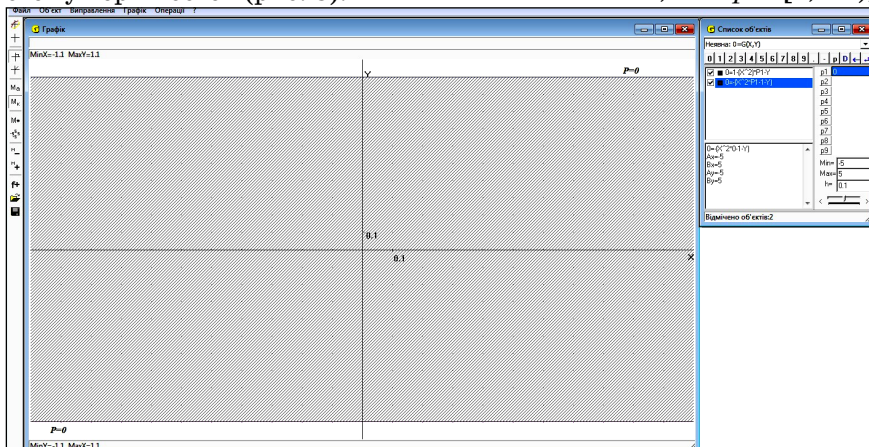 Файл Об'єкт Виправлення Графік Операції ?
Графік
MinX=-1.1 MaxY=1.1
Y
P=0
0.1
0.1
X
P=0
MinY=-1.1 MaxX=1.1
Список об'єктів
Неявна: 0=G(X,Y)
0 1 2 3 4 5 6 7 8 9 . - p D
0=1-(X^2)*P1-Y
0=-(X^2*P1-1-Y)
p1 0
p2
p3
p4
p5
p6
p7
p8
p9
0=-(X^2*0-1-Y)
Ax=-5
Bx=5
Ay=-5
By=5
Min= -5
Max= 5
h= 0.1
Відмічено об'єктів:2